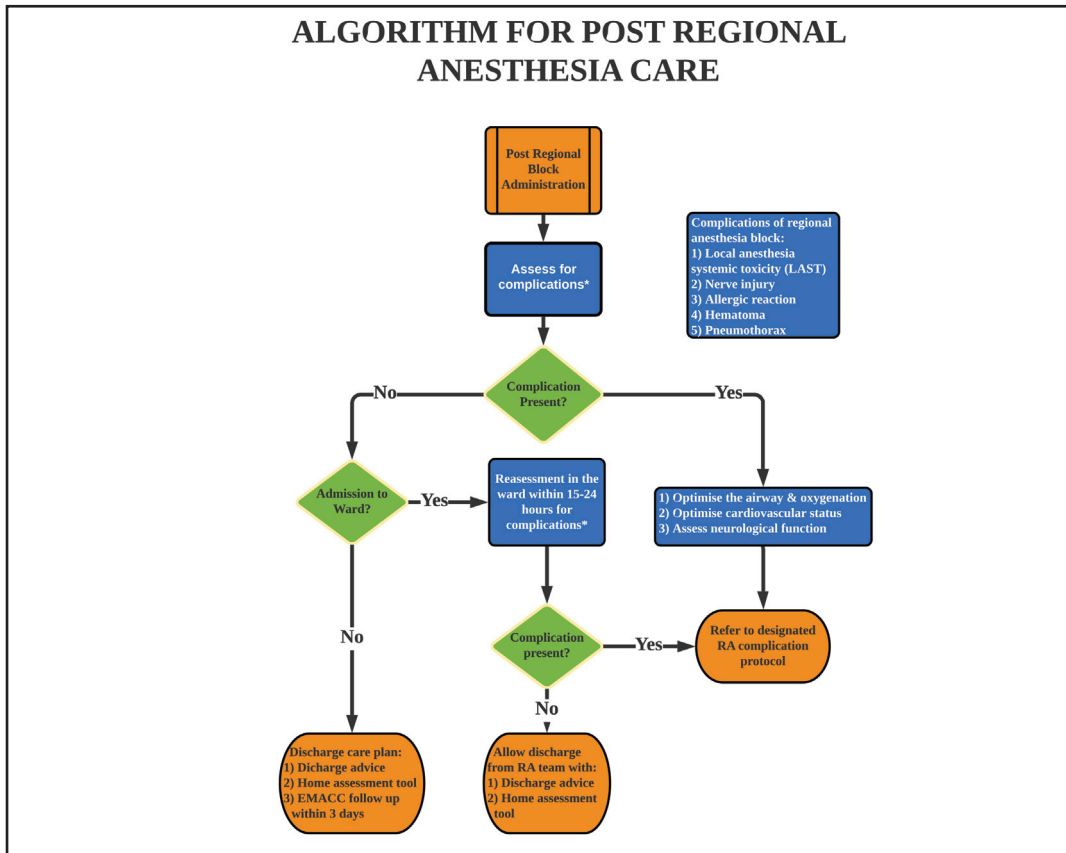 ALGORITHM FOR POST REGIONAL
ANESTHESIA CARE
Post Regional
Block
Administration
Assess for
complications*
Complications of regional
anesthesia block:
1) Local anesthesia
systemic toxicity (LAST)
2) Nerve injury
3) Allergic reaction
4) Hematoma
5) Pneumothorax
Complication
Present?
No
Yes
Admission to
Ward?
Yes
Reassessment in the
ward within 15-24
hours for
complications*
1) Optimise the airway & oxygenation
2) Optimise cardiovascular status
3) Assess neurological function
No
Complication
present?
Yes
Refer to designated
RA complication
protocol
No
Discharge care plan:
1) Dicharge advice
2) Home assessment tool
3) EMACC follow up
within 3 days
Allow discharge
from RA team with:
1) Discharge advice
2) Home assessment
tool